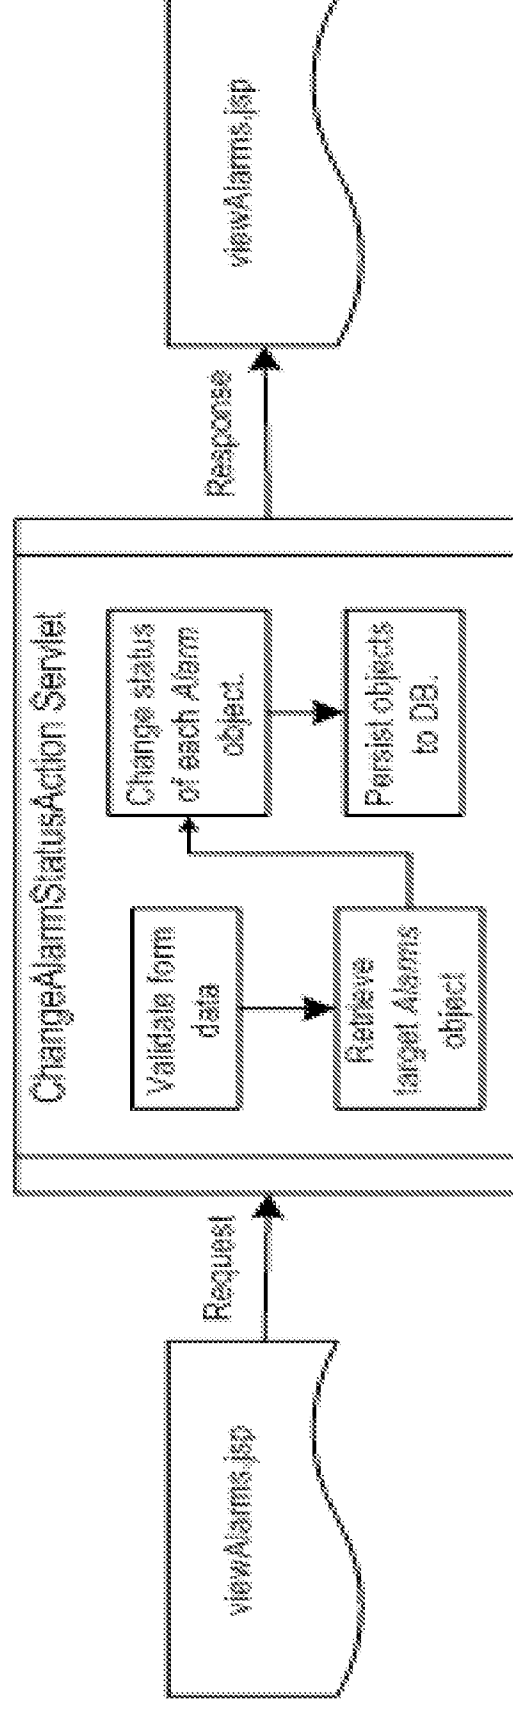 viewAlarms.jsp
Request
ChangeAlarmStatusAction Servlet
Validate form
data
Retrieve
target Alarms
object
Change status
of each Alarm
object.
Persist objects
to DB.
Response
viewAlarms.jsp